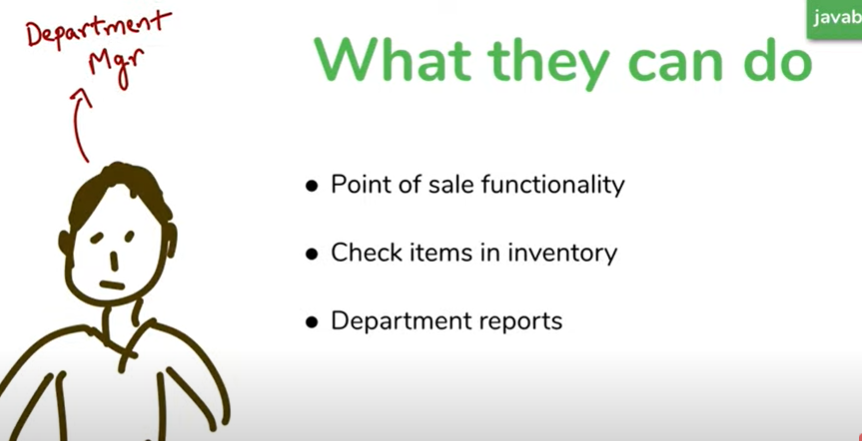 Department
Mgr
What they can do
javab
● Point of sale functionality
● Check items in inventory
● Department reports